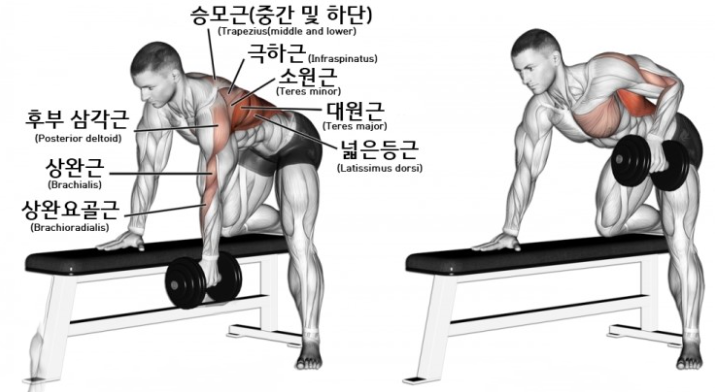 승모근(중간 및 하단)
(Trapezius(middle and lower)
극하근 (Infraspinatus)
소원근
(Teres minor)
대원근
(Teres major)
넓은등근
(Latissimus dorsi)
후부 삼각근
(Posterior deltoid)
상완근
(Brachialis)
상완요골근
(Brachioradialis)